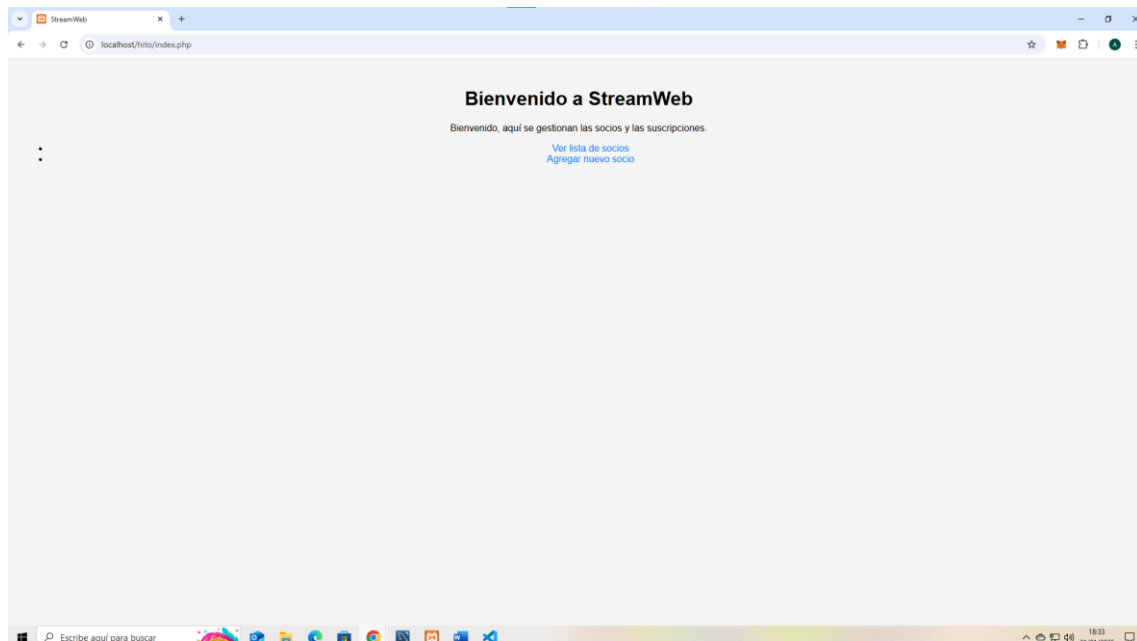 StreamWeb
localhost/hito/index.php
A
Bienvenido a StreamWeb
Bienvenido, aquí se gestionan las socios y las suscripciones.
Ver lista de socios
Agregar nuevo socio
Escribe aquí para buscar
18:33